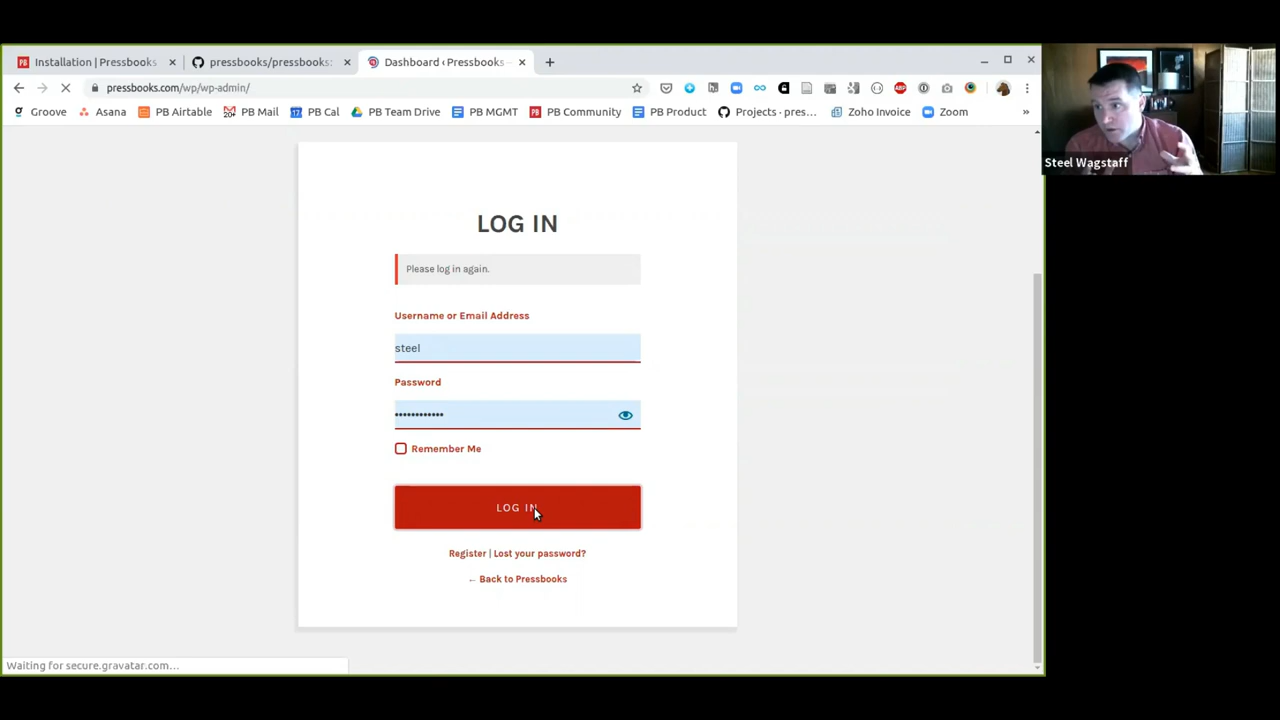 Installation | Pressbooks
pressbooks/pressbooks:
Dashboard ‹ Pressbooks –
pressbooks.com/wp/wp-admin/
Groove
Asana
PB Airtable
PB Mail
PB Cal
PB Team Drive
PB MGMT
PB Community
PB Product
Projects · pres…
Zoho Invoice
Zoom
»
Steel Wagstaff
LOG IN
Please log in again.
Username or Email Address
steel
Password
••••••••••••
Remember Me
LOG IN
Register | Lost your password?
← Back to Pressbooks
Waiting for secure.gravatar.com…